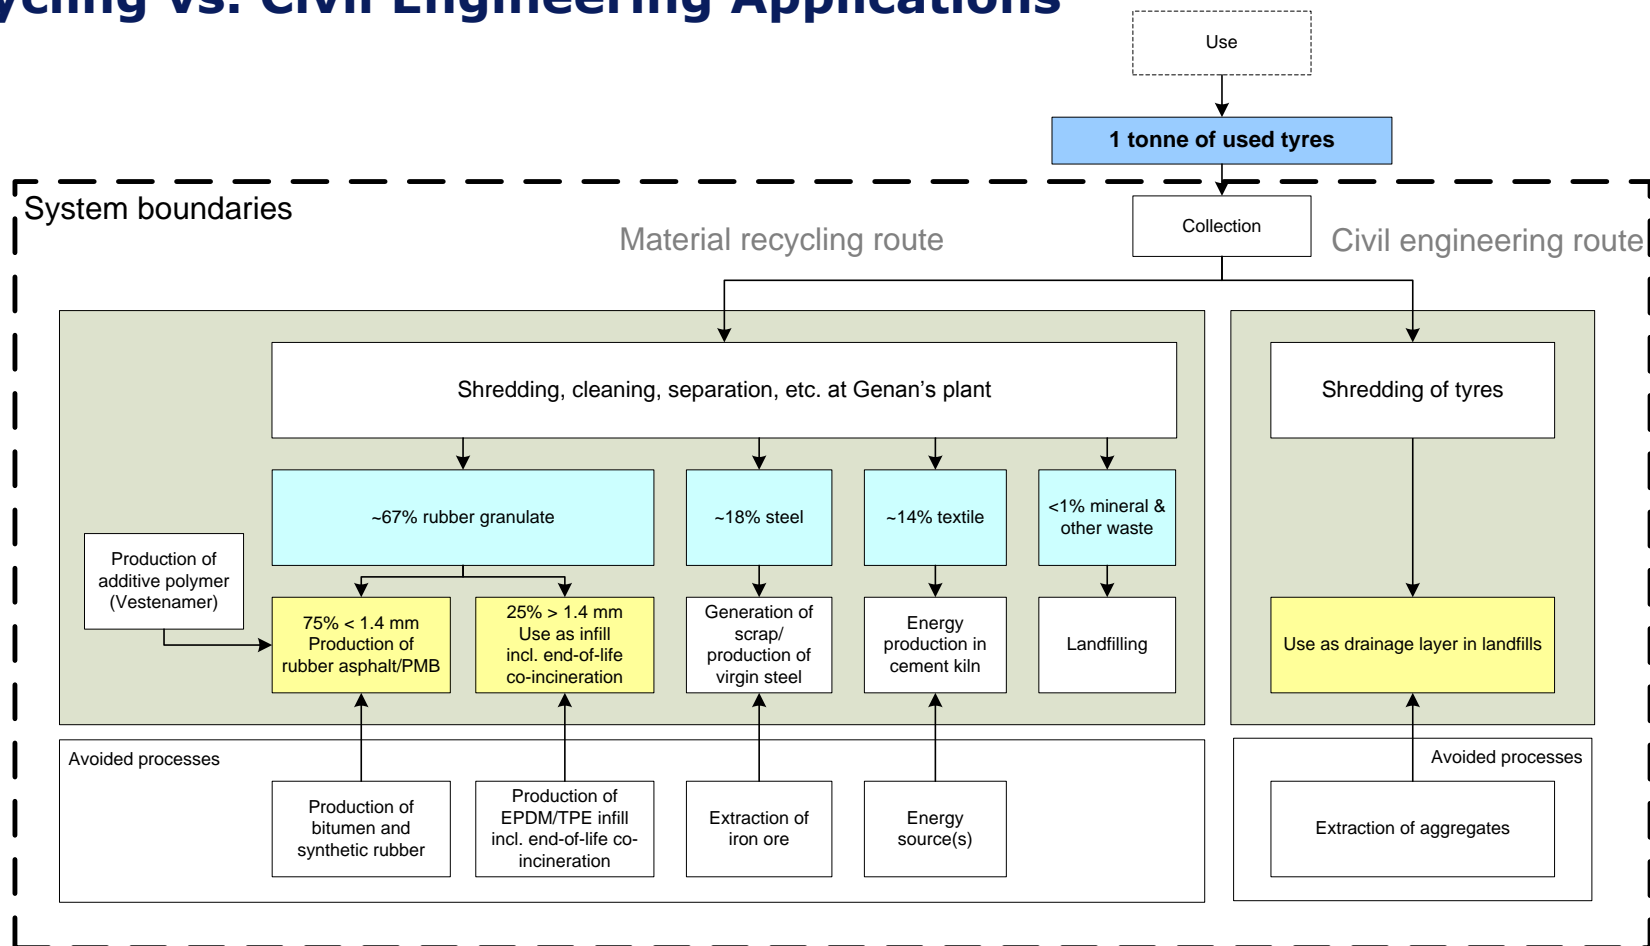 ycling vs. Civil Engineering Applications
Use
1 tonne of used tyres
System boundaries
Collection
Material recycling route
Civil engineering route
Shredding, cleaning, separation, etc. at Genan's plant
Shredding of tyres
~67% rubber granulate
~18% steel
~14% textile
<1% mineral &
other waste
Production of
additive polymer
(Vestenamer)
75% < 1.4 mm
Production of
rubber asphalt/PMB
25% > 1.4 mm
Use as infill
incl. end-of-life
co-incineration
Generation of
scrap/
production of
virgin steel
Energy
production in
cement kiln
Landfilling
Use as drainage layer in landfills
Avoided processes
Avoided processes
Production of
bitumen and
synthetic rubber
Production of
EPDM/TPE infill
incl. end-of-life co-
incineration
Extraction of
iron ore
Energy
source(s)
Extraction of aggregates